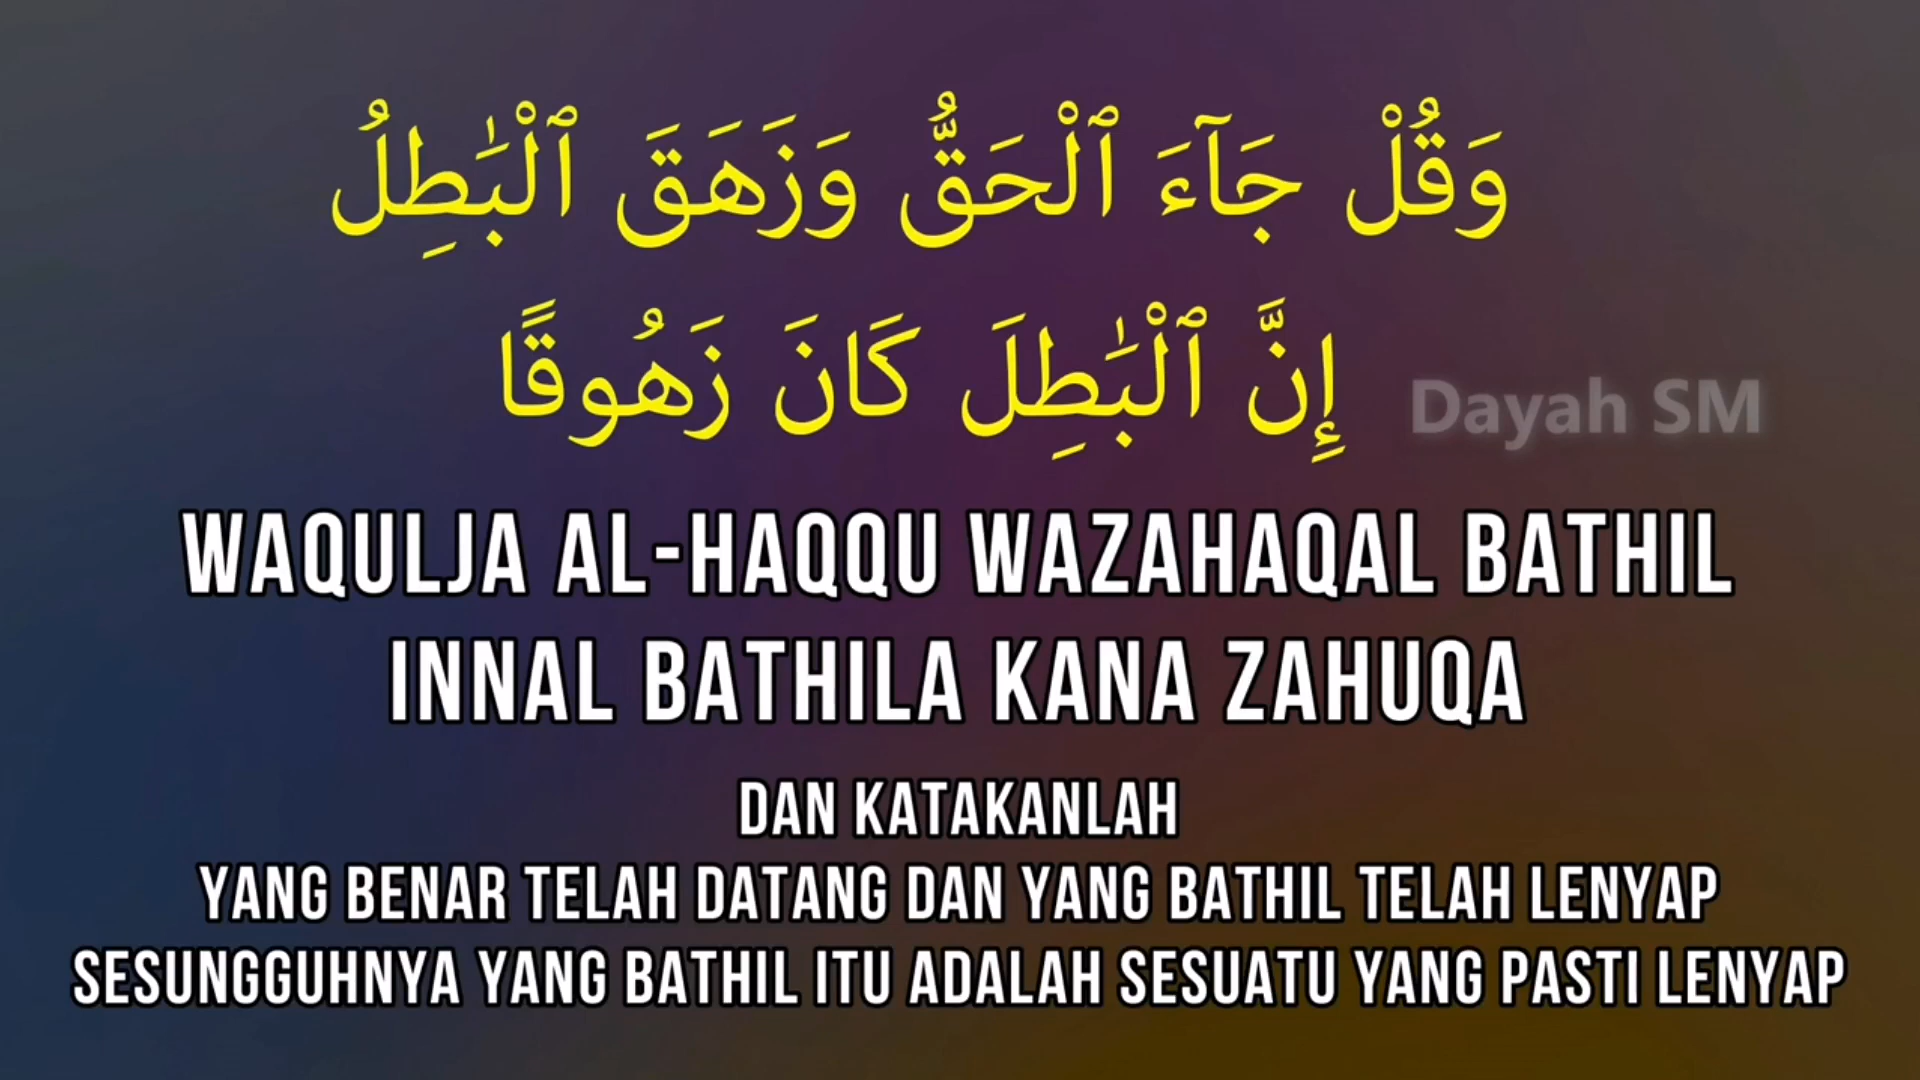 وَقُلْ جَآءَ ٱلْحَقُّ وَزَهَقَ ٱلْبَٰطِلُ
إِنَّ ٱلْبَٰطِلَ كَانَ زَهُوقًا
Dayah SM
WAQULJA AL-HAQQU WAZAHAQAL BATHIL
INNAL BATHILA KANA ZAHUQA
DAN KATAKANLAH
YANG BENAR TELAH DATANG DAN YANG BATHIL TELAH LENYAP
SESUNGGUHNYA YANG BATHIL ITU ADALAH SESUATU YANG PASTI LENYAP